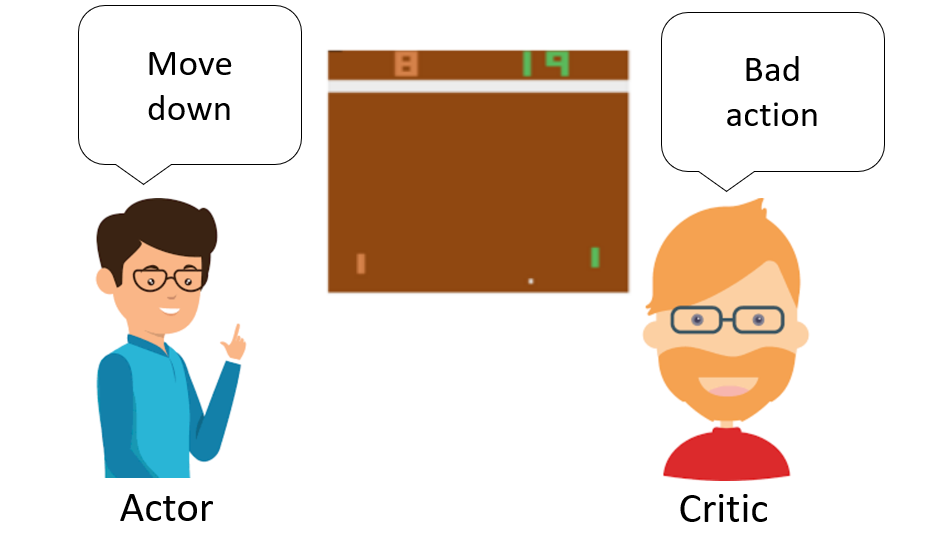 Move
down
8 19
Bad
action
Actor
Critic